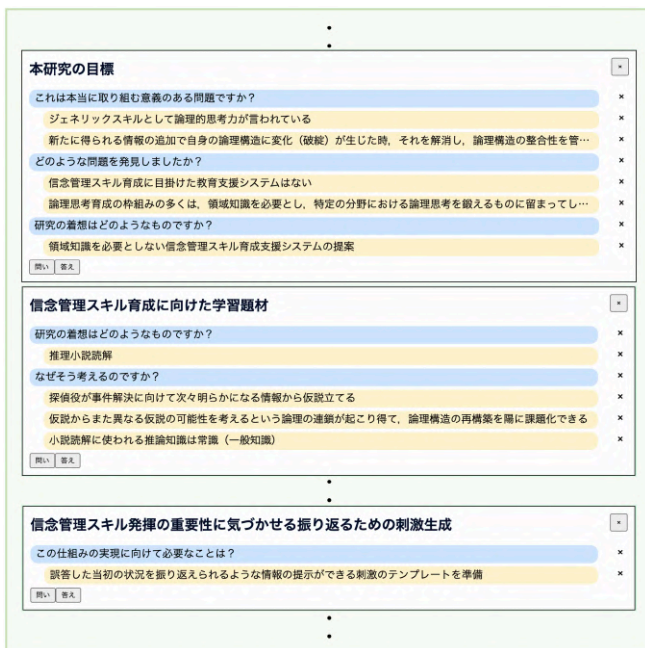 本研究の目標
×
これは本当に取り組む意義のある問題ですか？
×
ジェネリックスキルとして論理的思考力が言われている
×
新たに得られる情報の追加で自身の論理構造に変化（破綻）が生じた時，それを解消し，論理構造の整合性を管…
×
どのような問題を発見しましたか？
×
信念管理スキル育成に目掛けた教育支援システムはない
×
論理思考育成の枠組みの多くは，領域知識を必要とし，特定の分野における論理思考を鍛えるものに留まってし…
×
研究の着想はどのようなものですか？
×
領域知識を必要としない信念管理スキル育成支援システムの提案
×
問い 答え
信念管理スキル育成に向けた学習題材
×
研究の着想はどのようなものですか？
×
推理小説読解
×
なぜそう考えるのですか？
×
探偵役が事件解決に向けて次々明らかになる情報から仮説立てる
×
仮説からまた異なる仮説の可能性を考えるという論理の連鎖が起こり得て，論理構造の再構築を陽に課題化できる
×
小説読解に使われる推論知識は常識（一般知識）
×
問い 答え
信念管理スキル発揮の重要性に気づかせる振り返るための刺激生成
×
この仕組みの実現に向けて必要なことは？
×
誤答した当初の状況を振り返えられるような情報の提示ができる刺激のテンプレートを準備
×
問い 答え